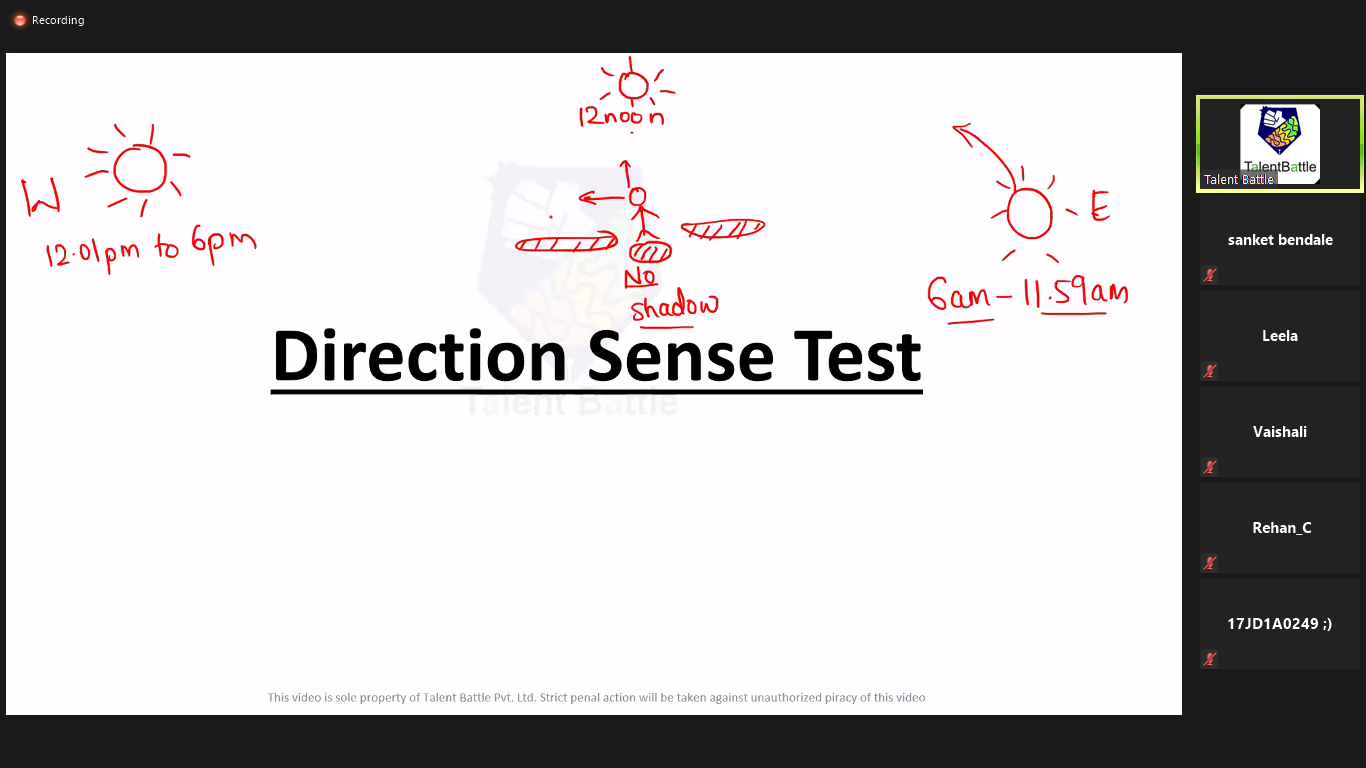 Recording
12 noon
W
E
12.01pm to 6pm
No
shadow
6am - 11.59am
Direction Sense Test
Talent Battle
This video is sole property of Talent Battle Pvt. Ltd. Strict penal action will be taken against unauthorized piracy of this video
TalentBattle
Talent Battle
sanket bendale
Leela
Vaishali
Rehan_C
17JD1A0249 ;)